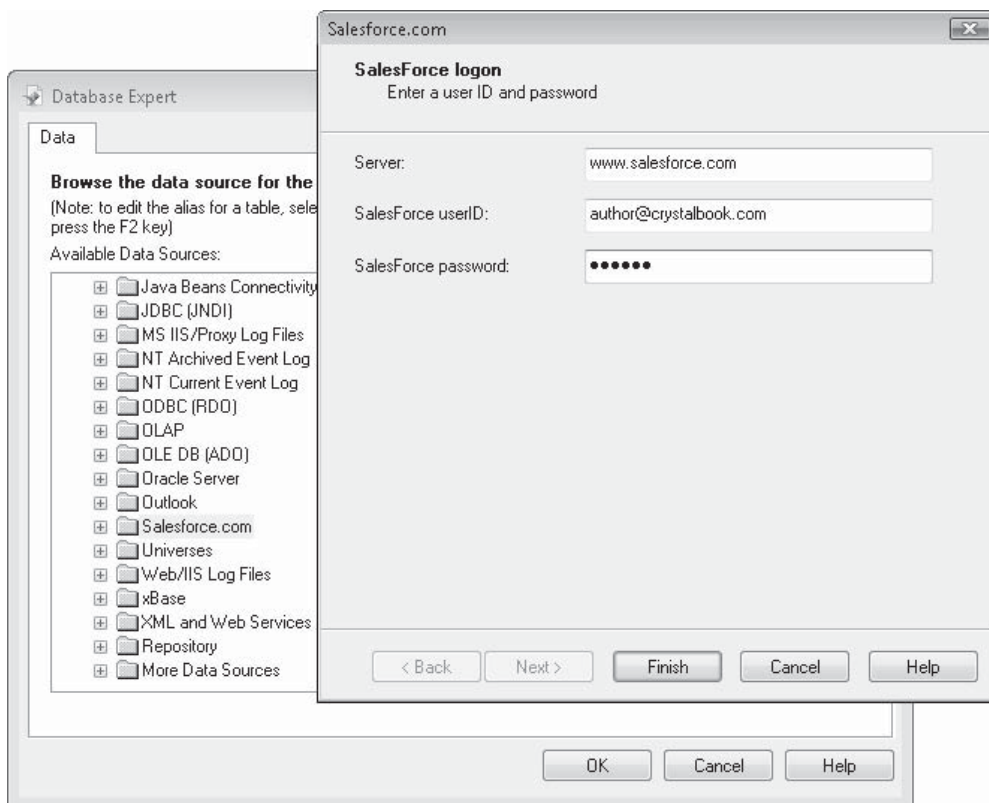 Salesforce.com
SalesForce logon
Enter a user ID and password
Server:
www.salesforce.com
SalesForce userID:
author@crystalbook.com
SalesForce password:
••••••
< Back
Next >
Finish
Cancel
Help
Database Expert
Data
Browse the data source for the
(Note: to edit the alias for a table, sele
press the F2 key)
Available Data Sources:
Java Beans Connectivity
JDBC (JNDI)
MS IIS/Proxy Log Files
NT Archived Event Log
NT Current Event Log
ODBC (RDO)
OLAP
OLE DB (ADO)
Oracle Server
Outlook
Salesforce.com
Universes
Web/IIS Log Files
xBase
XML and Web Services
Repository
More Data Sources
OK
Cancel
Help